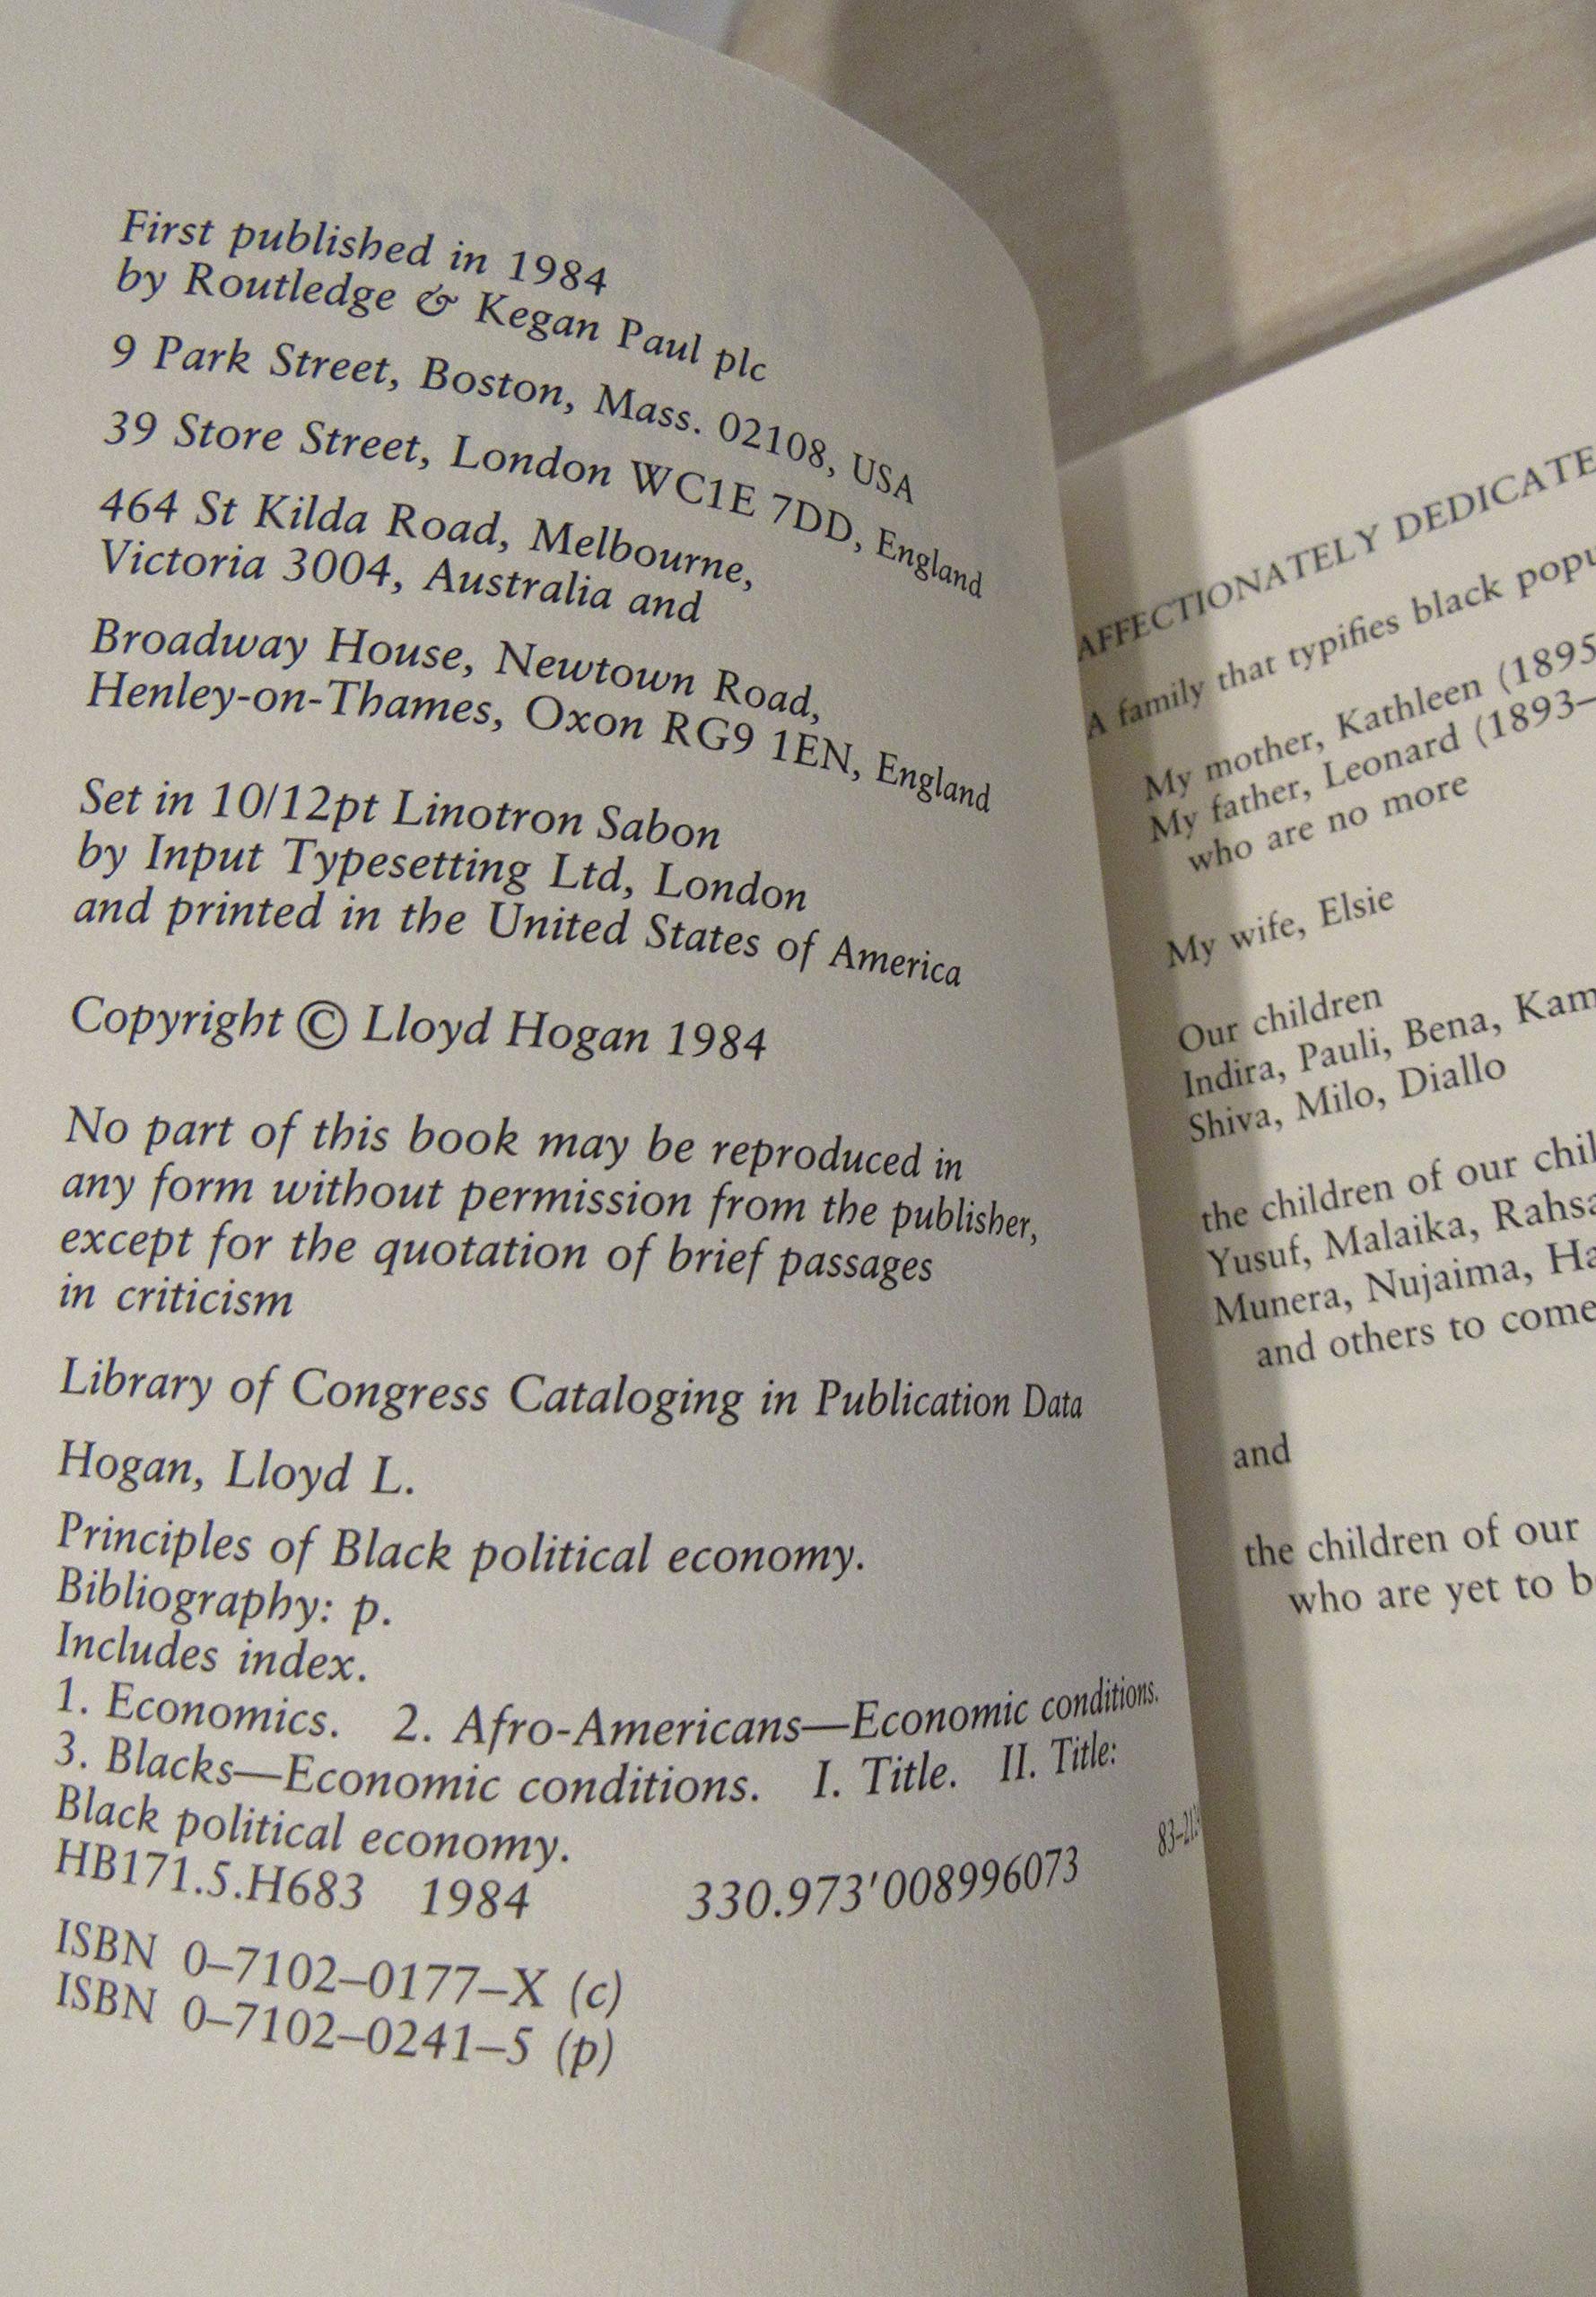 First published in 1984
by Routledge & Kegan Paul plc
9 Park Street, Boston, Mass. 02108, USA
39 Store Street, London WC1E 7DD, England
464 St Kilda Road, Melbourne,
Victoria 3004, Australia and
Broadway House, Newtown Road,
Henley-on-Thames, Oxon RG9 1EN, England
Set in 10/12pt Linotron Sabon
by Input Typesetting Ltd, London
and printed in the United States of America
Copyright © Lloyd Hogan 1984
No part of this book may be reproduced in
any form without permission from the publisher,
except for the quotation of brief passages
in criticism
Library of Congress Cataloging in Publication Data
Hogan, Lloyd L.
Principles of Black political economy.
Bibliography: p.
Includes index.
1. Economics. 2. Afro-Americans—Economic conditions.
3. Blacks—Economic conditions. I. Title. II. Title:
Black political economy.
HB171.5.H683 1984 330.973'008996073
ISBN 0–7102–0177–X (c)
ISBN 0–7102–0241–5 (p)
AFFECTIONATELY
A family that typifies black
My mother, Kathleen (1895
My father, Leonard (1893–
who are no more
My wife, Elsie
Our children
Indira, Pauli, Bena,
Shiva, Milo, Diallo
the children of our
Yusuf, Malaika,
Munera, Nujaima,
and others to come
and
the children of our
who are yet to